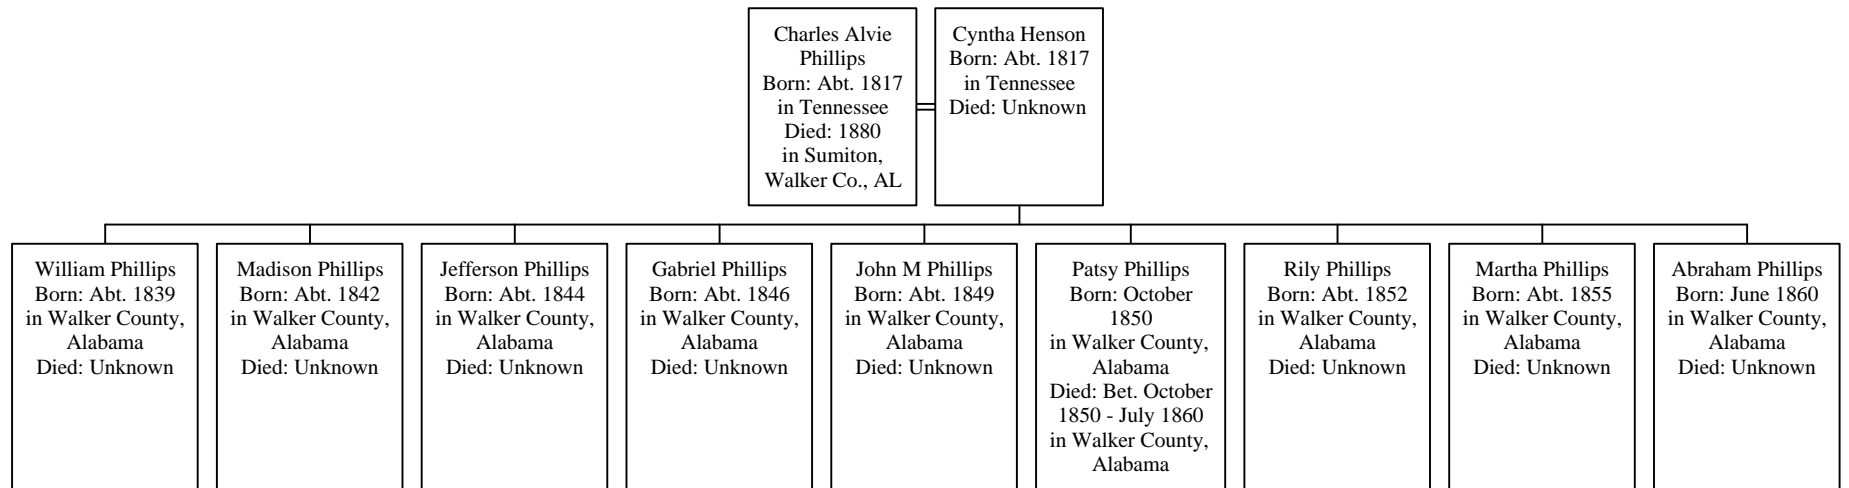 Charles Alvie
Phillips
Born: Abt. 1817
in Tennessee
Died: 1880
in Sumiton,
Walker Co., AL
Cyntha Henson
Born: Abt. 1817
in Tennessee
Died: Unknown
William Phillips
Born: Abt. 1839
in Walker County,
Alabama
Died: Unknown
Madison Phillips
Born: Abt. 1842
in Walker County,
Alabama
Died: Unknown
Jefferson Phillips
Born: Abt. 1844
in Walker County,
Alabama
Died: Unknown
Gabriel Phillips
Born: Abt. 1846
in Walker County,
Alabama
Died: Unknown
John M Phillips
Born: Abt. 1849
in Walker County,
Alabama
Died: Unknown
Patsy Phillips
Born: October
1850
in Walker County,
Alabama
Died: Bet. October
1850 - July 1860
in Walker County,
Alabama
Rily Phillips
Born: Abt. 1852
in Walker County,
Alabama
Died: Unknown
Martha Phillips
Born: Abt. 1855
in Walker County,
Alabama
Died: Unknown
Abraham Phillips
Born: June 1860
in Walker County,
Alabama
Died: Unknown